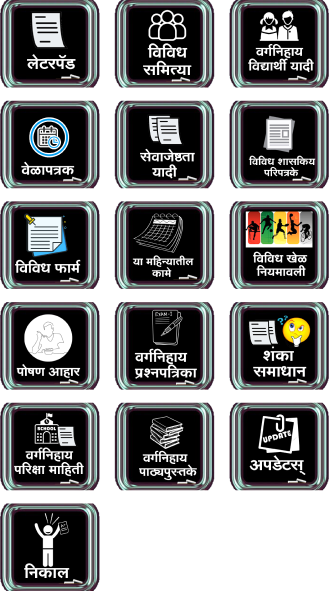 लेटरपॅड
विविध
समित्या
वर्गनिहाय
विद्यार्थी यादी
वेळापत्रक
सेवाजेष्ठता
यादी
विविध शासकिय
परिपत्रके
विविध फार्म
या महिन्यातील
कामे
विविध खेळ
नियमावली
पोषण आहार
EXAM-I
वर्गनिहाय
प्रश्नपत्रिका
शंका
समाधान
SCHOOL
वर्गनिहाय
परिक्षा माहिती
वर्गनिहाय
पाठ्यपुस्तके
UPDATE
अपडेटस्
निकाल